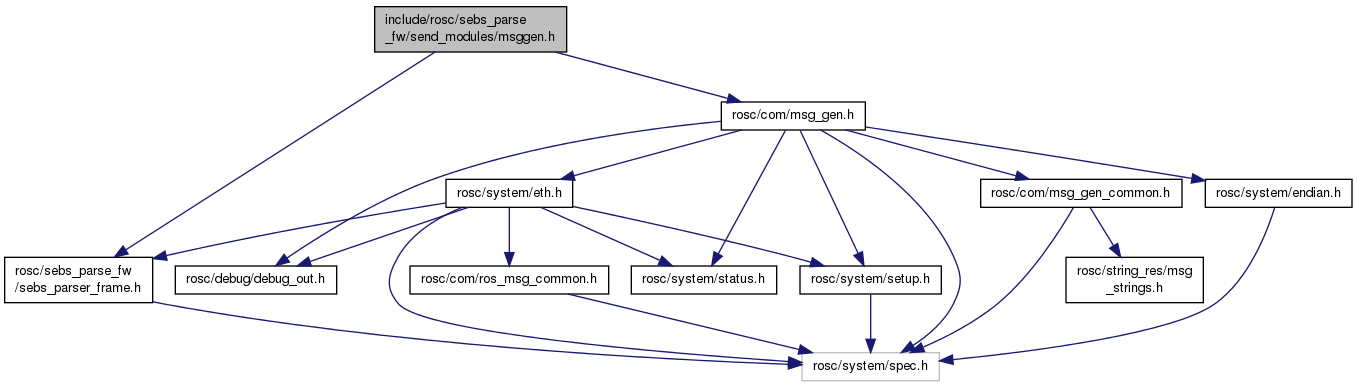 include/rosc/sebs_parse
_fw/send_modules/msggen.h
rosc/com/msg_gen.h
rosc/system/eth.h
rosc/com/msg_gen_common.h
rosc/system/endian.h
rosc/sebs_parse_fw
/sebs_parser_frame.h
rosc/debug/debug_out.h
rosc/com/ros_msg_common.h
rosc/system/status.h
rosc/system/setup.h
rosc/string_res/msg
_strings.h
rosc/system/spec.h